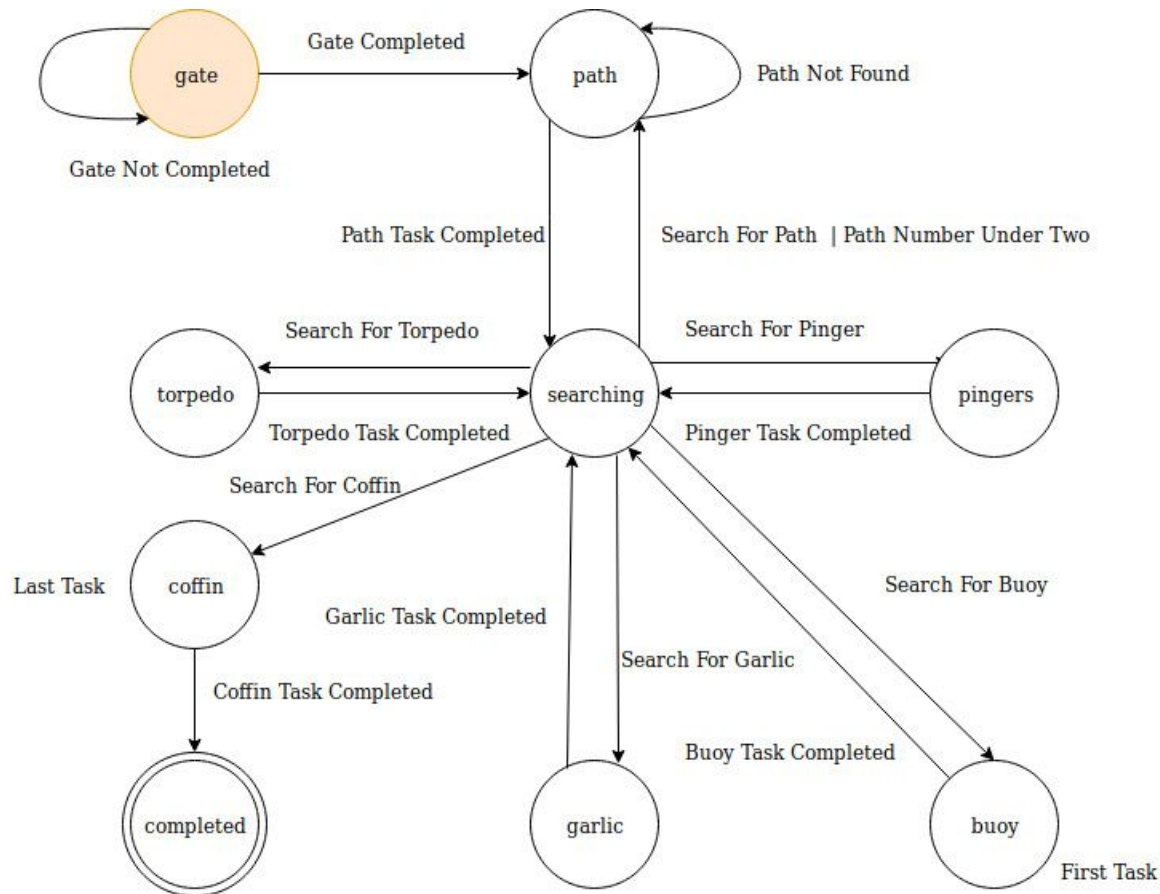 Gate Completed
gate
path
Path Not Found
Gate Not Completed
Path Task Completed
Search For Path | Path Number Under Two
Search For Torpedo
Search For Pinger
torpedo
searching
pingers
Torpedo Task Completed
Pinger Task Completed
Search For Coffin
Last Task
coffin
Search For Buoy
Garlic Task Completed
Search For Garlic
Coffin Task Completed
Buoy Task Completed
completed
garlic
buoy
First Task